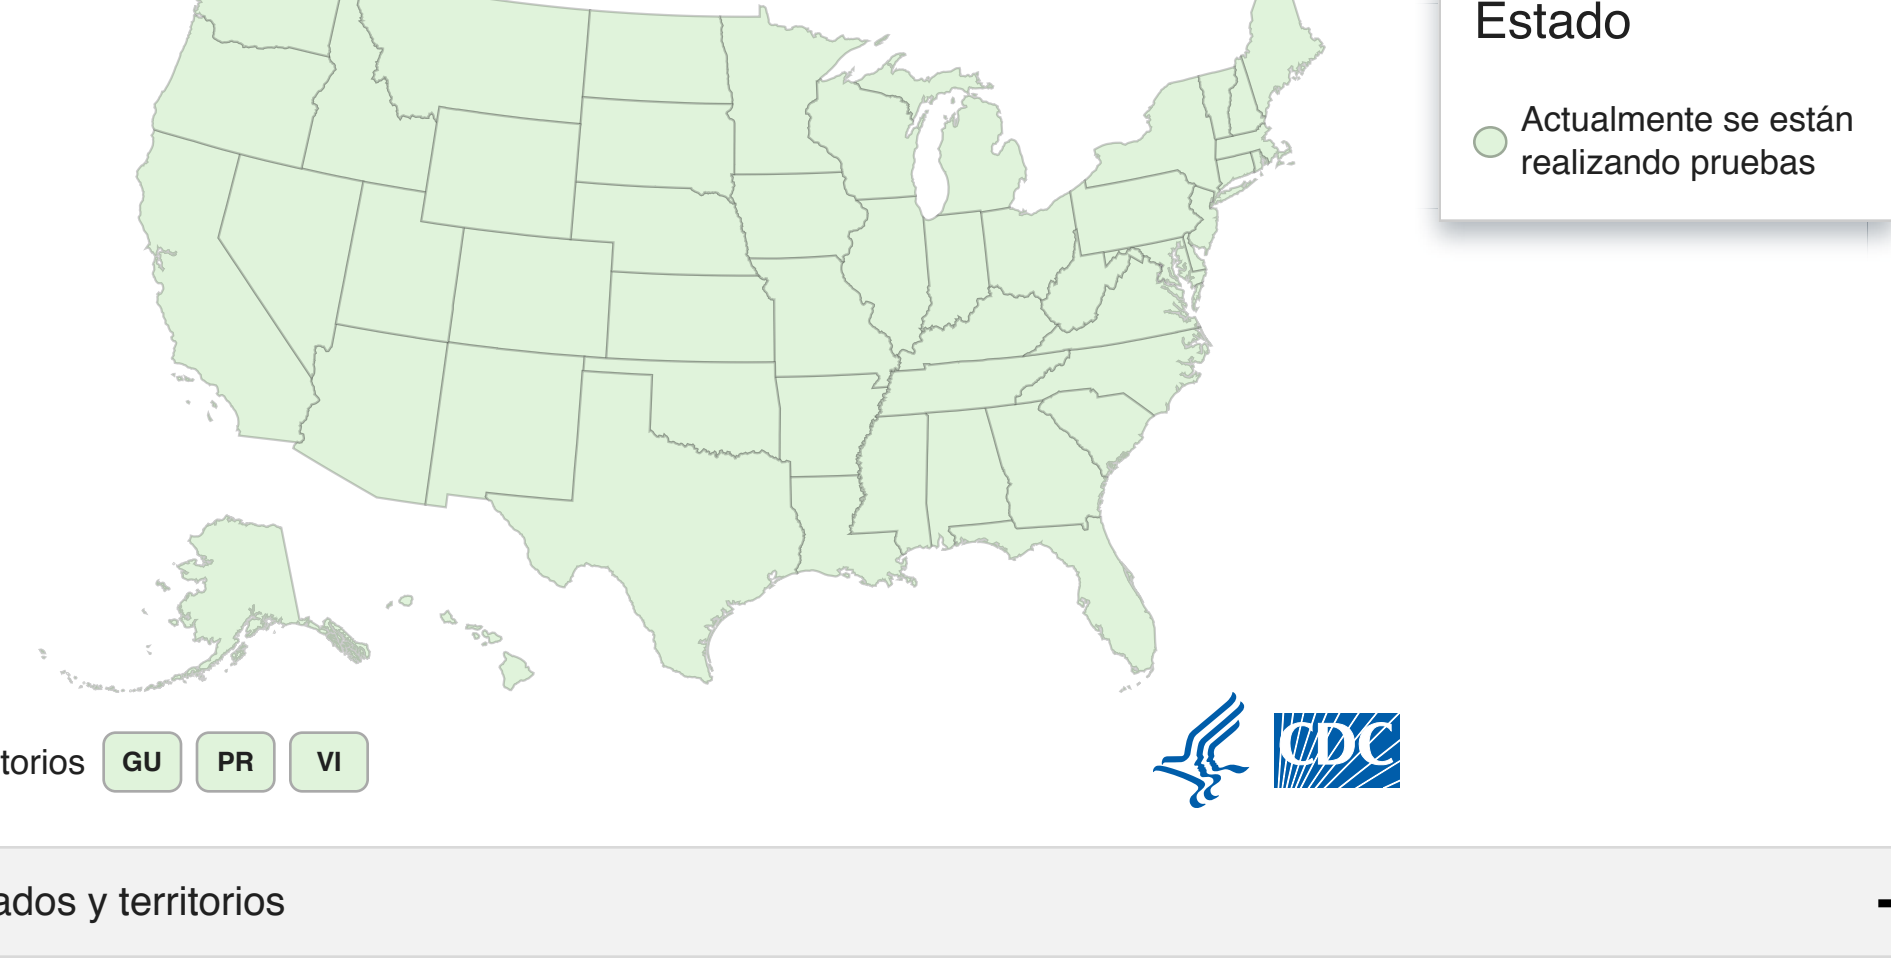 Estado
Actualmente se están
realizando pruebas
torios GU PR VI
CDC
ados y territorios